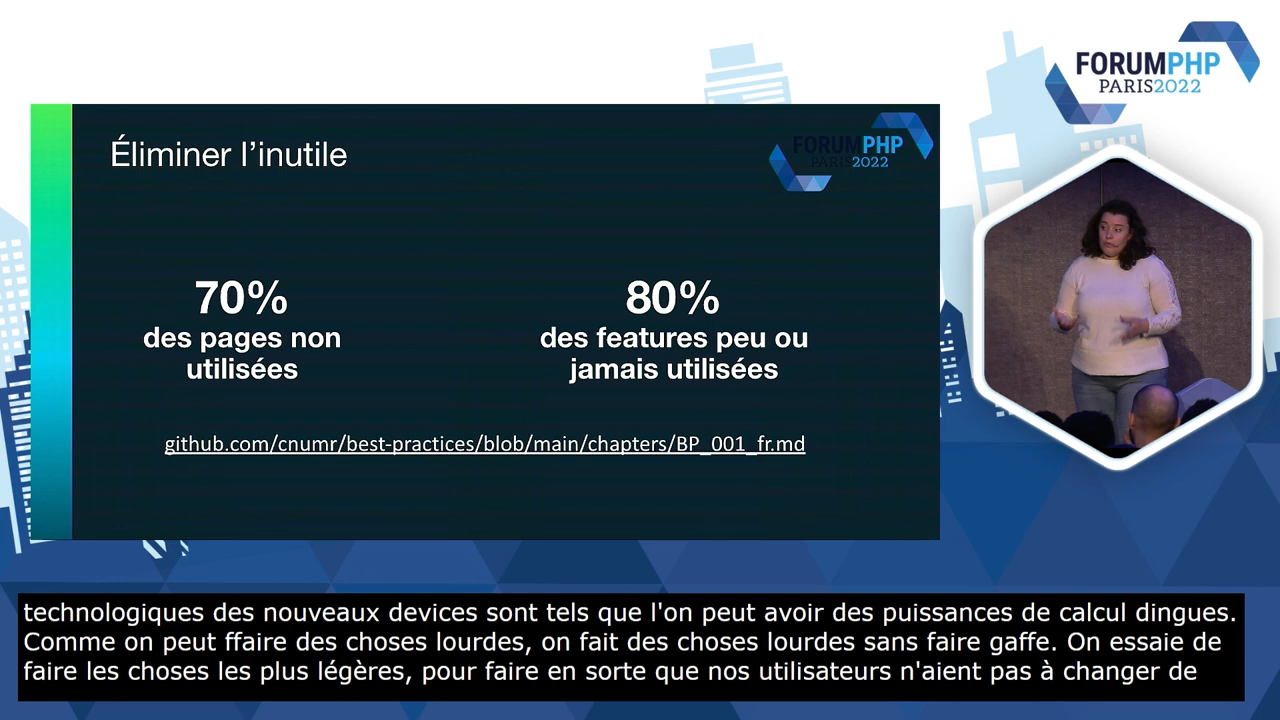 FORUMPHP
PARIS2022
Éliminer l'inutile
FORUMPHP
PARIS2022
70%
des pages non
utilisées
80%
des features peu ou
jamais utilisées
github.com/cnumr/best-practices/blob/main/chapters/BP_001_fr.md
technologiques des nouveaux devices sont tels que l'on peut avoir des puissances de calcul dingues.
Comme on peut ffaire des choses lourdes, on fait des choses lourdes sans faire gaffe. On essaie de
faire les choses les plus légères, pour faire en sorte que nos utilisateurs n'aient pas à changer de